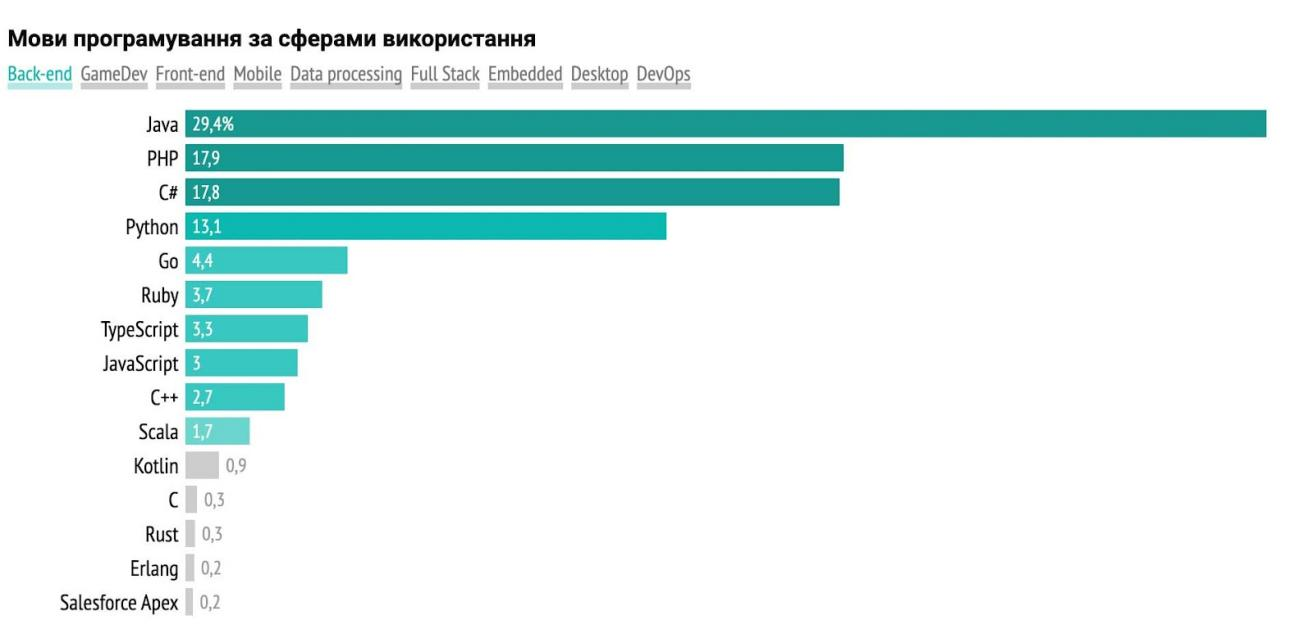 Мови програмування за сферами використання
Back-end GameDev Front-end Mobile Data processing Full Stack Embedded Desktop DevOps
Java 29,4%
PHP 17,9
C# 17,8
Python 13,1
Go 4,4
Ruby 3,7
TypeScript 3,3
JavaScript 3
C++ 2,7
Scala 1,7
Kotlin 0,9
C 0,3
Rust 0,3
Erlang 0,2
Salesforce Apex 0,2